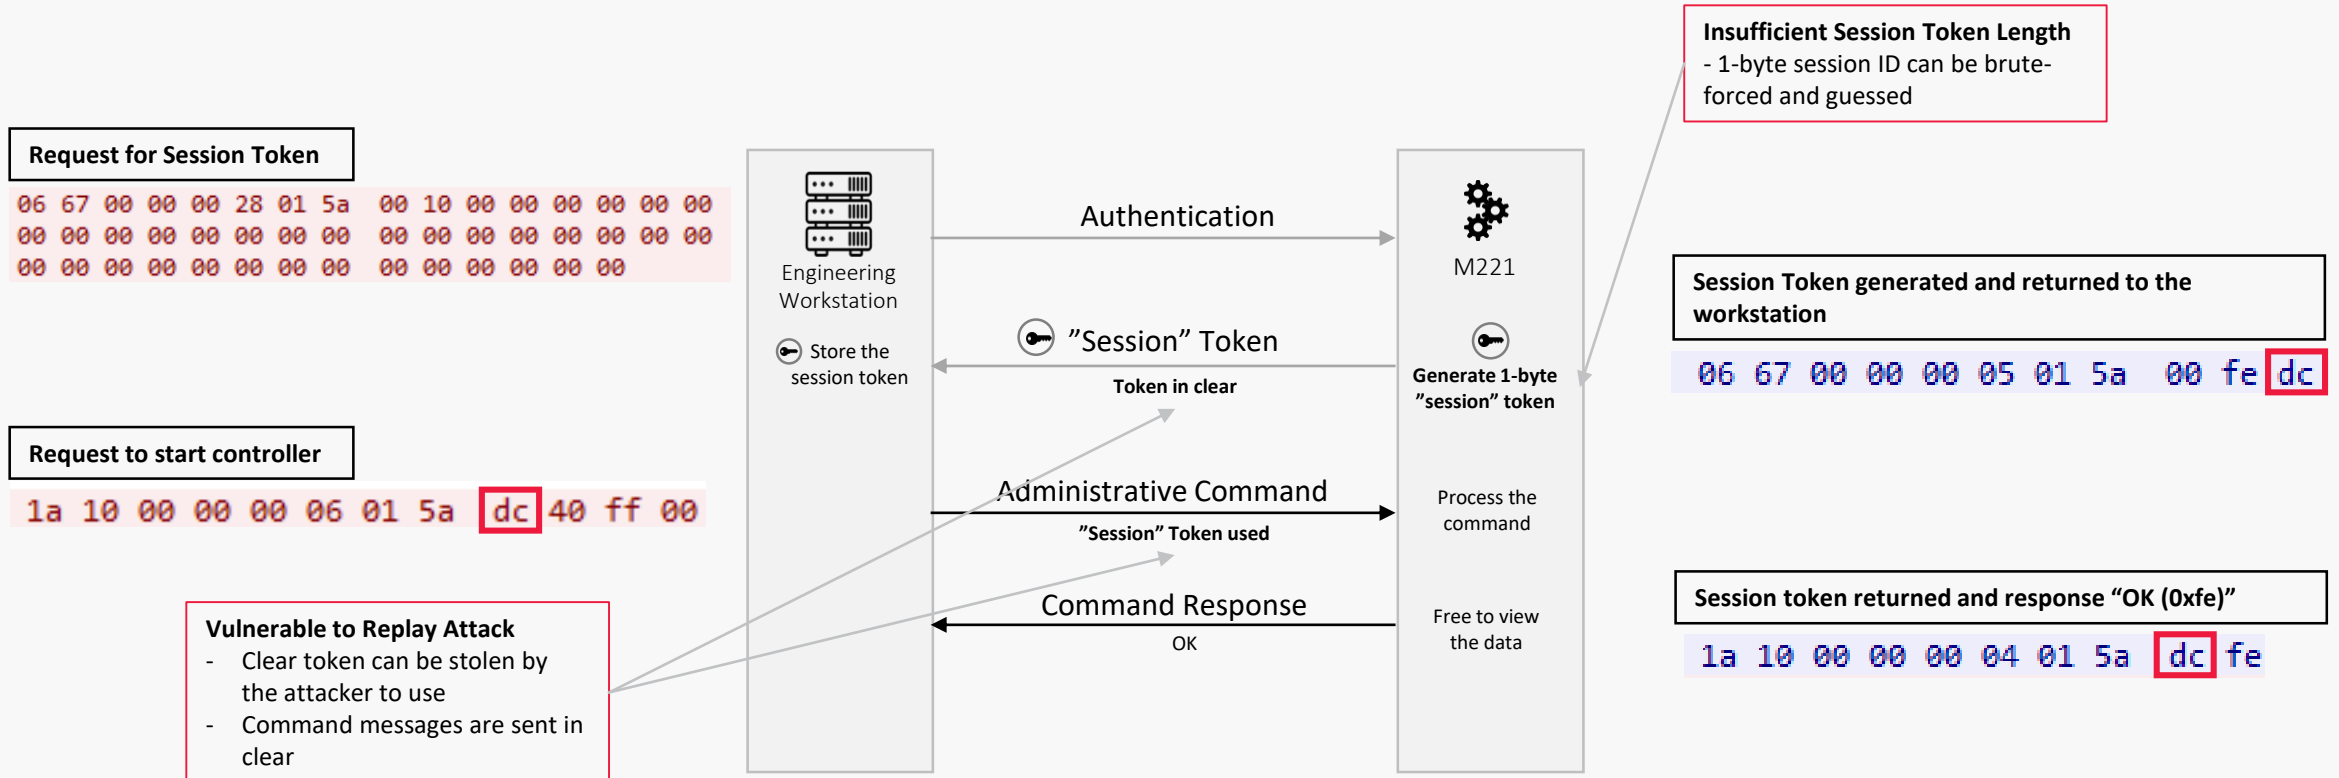 Insufficient Session Token Length
- 1-byte session ID can be brute-
forced and guessed
Request for Session Token
06 67 00 00 00 28 01 5a 00 10 00 00 00 00 00 00
00 00 00 00 00 00 00 00 00 00 00 00 00 00 00 00
00 00 00 00 00 00 00 00 00 00 00 00 00 00
Engineering
Workstation
Authentication
M221
Session Token generated and returned to the
workstation
06 67 00 00 00 05 01 5a 00 fe dc
Store the
session token
”Session” Token
Token in clear
Generate 1-byte
”session” token
Request to start controller
1a 10 00 00 00 06 01 5a dc 40 ff 00
Administrative Command
”Session” Token used
Process the
command
Command Response
OK
Free to view
the data
Session token returned and response “OK (0xfe)”
1a 10 00 00 00 04 01 5a dc fe
Vulnerable to Replay Attack
- Clear token can be stolen by
the attacker to use
- Command messages are sent in
clear